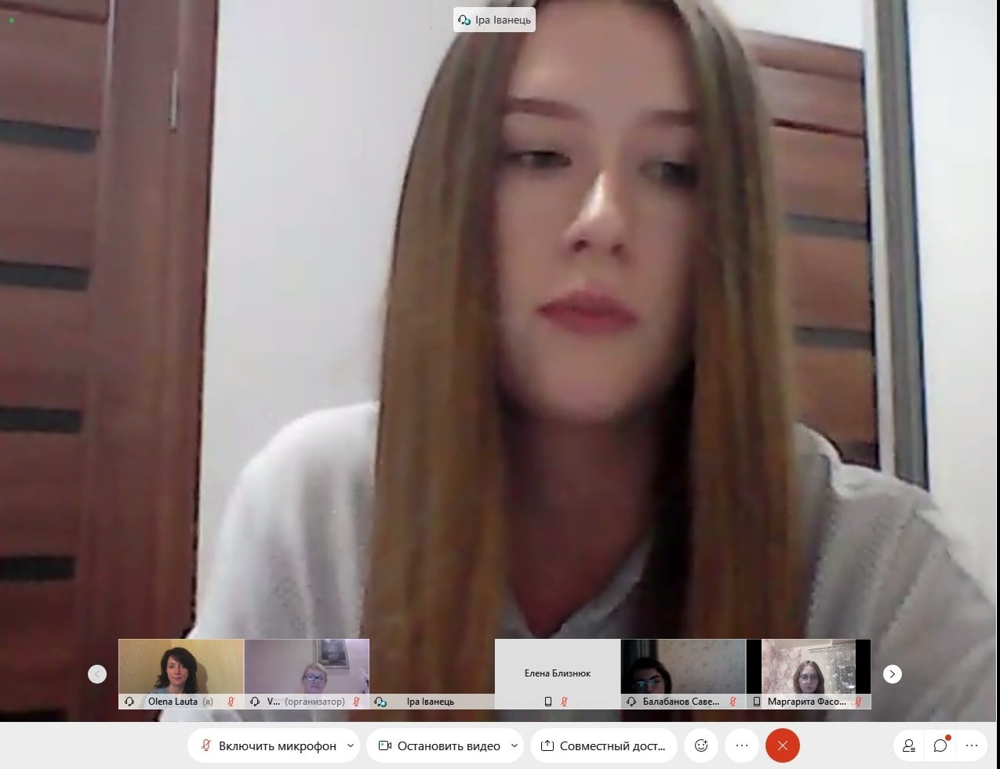 Іра Іванець
Olena Lauta (я)
V... (организатор)
Іра Іванець
Елена Близнюк
Балабанов Саве...
Маргарита Фасо...
Включить микрофон
Остановить видео
Совместный дост...